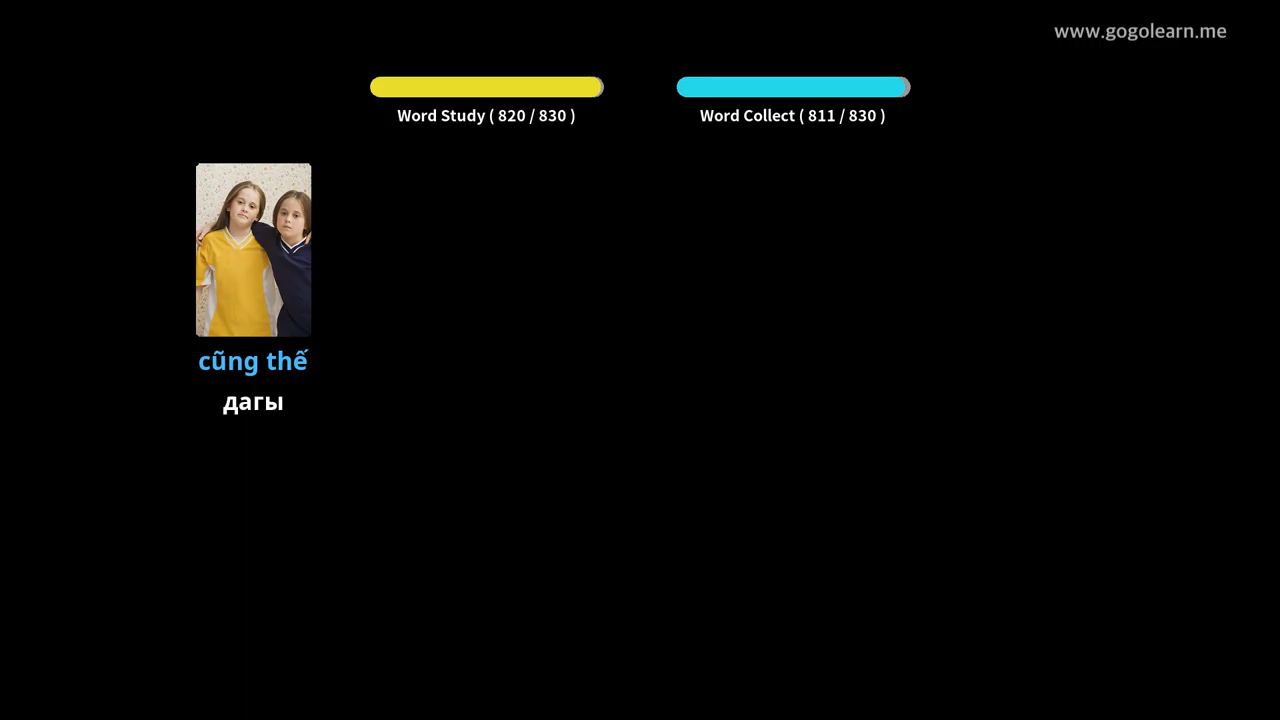 www.gogolearn.me
Word Study ( 820 / 830 )
Word Collect ( 811 / 830 )
cũng thế
дагы